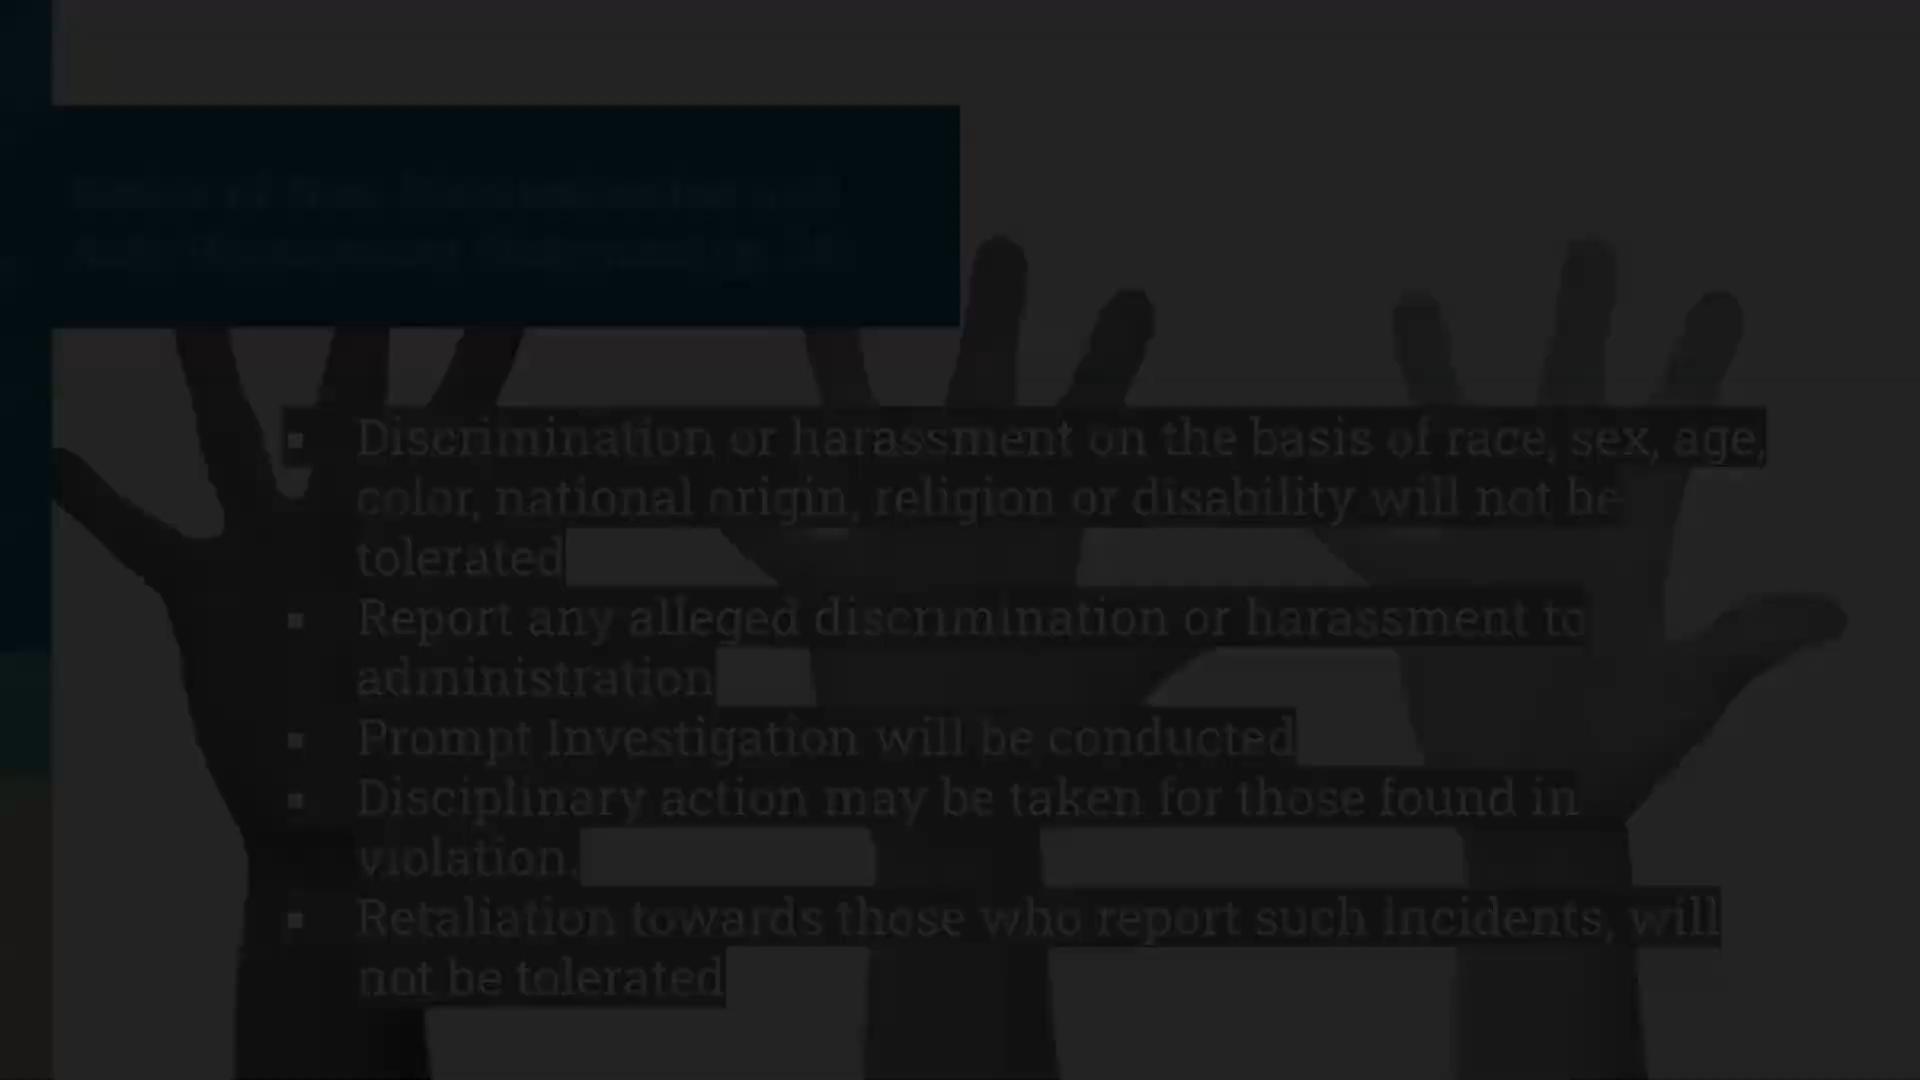 Discrimination or harassment on the basis of race, sex, age,
color, national origin, religion or disability will not be
tolerated
Report any alleged discrimination or harassment to
administration
Prompt Investigation will be conducted
Disciplinary action may be taken for those found in
violation.
Retaliation towards those who report such incidents, will
not be tolerated